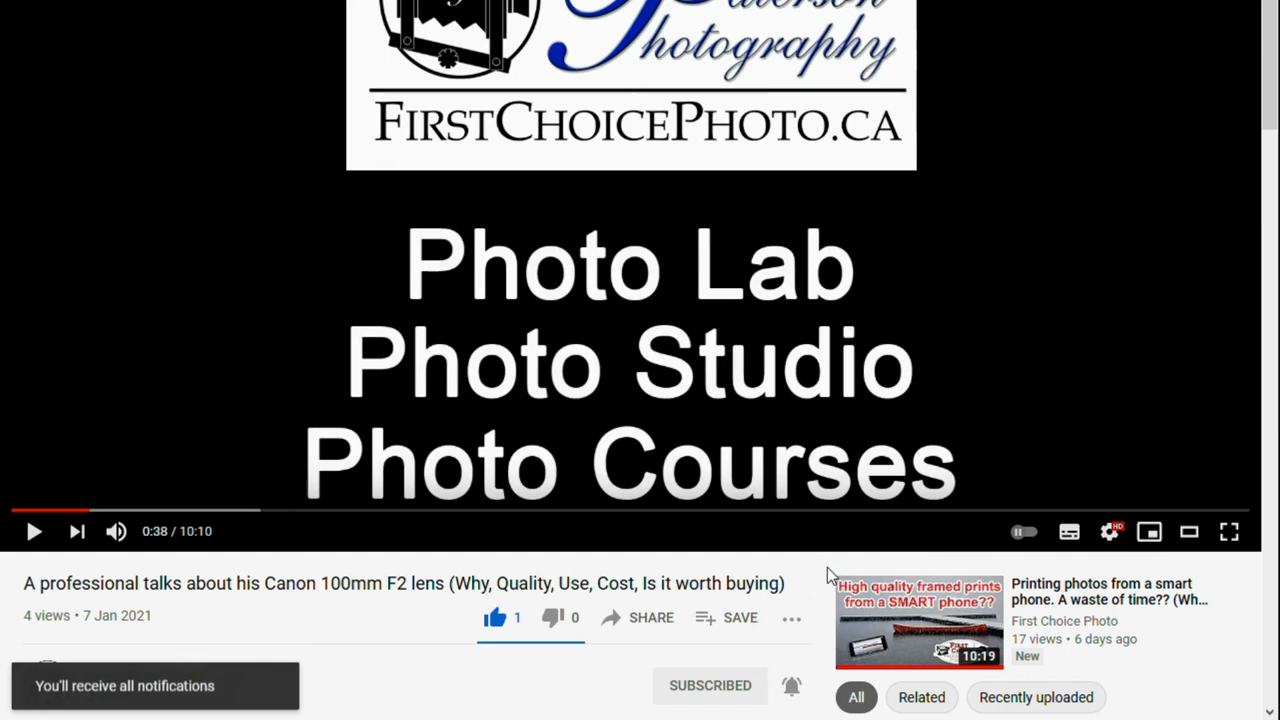 Paterson
Photography
FIRSTCHOICEPHOTO.CA
Photo Lab
Photo Studio
Photo Courses
0:38 / 10:10
HD
A professional talks about his Canon 100mm F2 lens (Why, Quality, Use, Cost, Is it worth buying)
4 views • 7 Jan 2021
1
0
SHARE
SAVE
You'll receive all notifications
SUBSCRIBED
High quality framed prints
from a SMART phone??
10:19
Printing photos from a smart
phone. A waste of time?? (Wh...
First Choice Photo
17 views • 6 days ago
New
All
Related
Recently uploaded